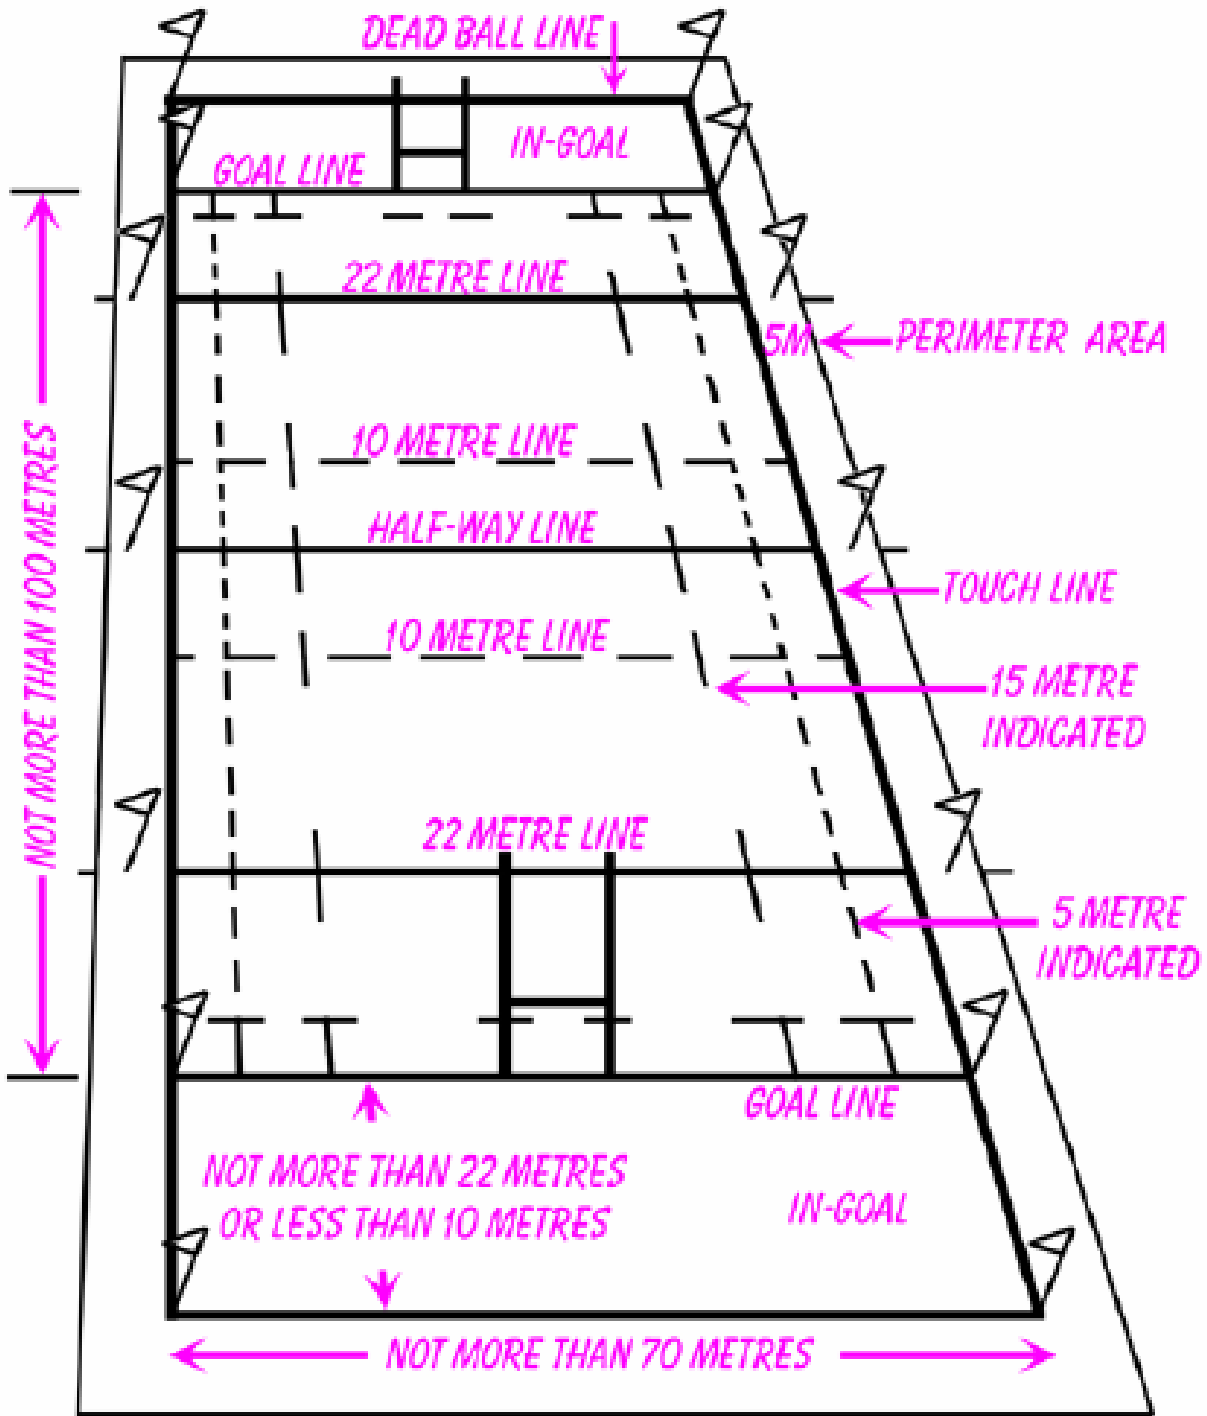 DEAD BALL LINE
IN-GOAL
GOAL LINE
22 METRE LINE
5M
PERIMETER AREA
10 METRE LINE
NOT MORE THAN 100 METRES
HALF-WAY LINE
TOUCH LINE
10 METRE LINE
15 METRE
INDICATED
22 METRE LINE
5 METRE
INDICATED
GOAL LINE
NOT MORE THAN 22 METRES
OR LESS THAN 10 METRES
IN-GOAL
NOT MORE THAN 70 METRES